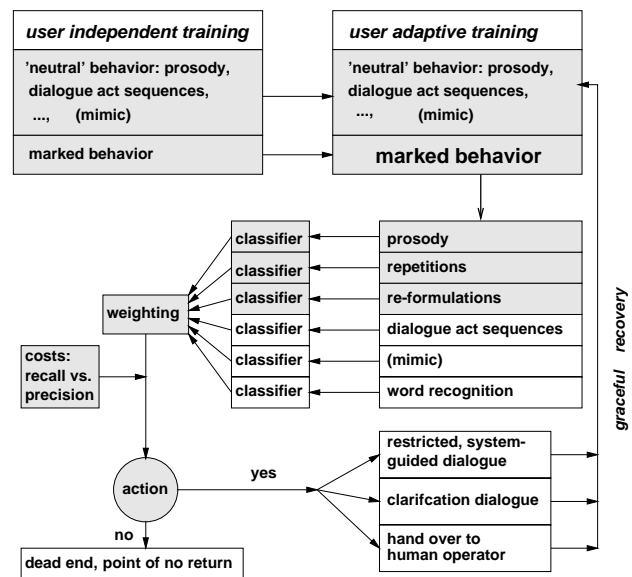 user independent training
'neutral' behavior: prosody,
dialogue act sequences,
..., (mimic)
marked behavior
user adaptive training
'neutral' behavior: prosody,
dialogue act sequences,
..., (mimic)
marked behavior
classifier
prosody
classifier
repetitions
classifier
re-formulations
classifier
dialogue act sequences
classifier
(mimic)
classifier
word recognition
weighting
costs:
recall vs.
precision
action
yes
no
dead end, point of no return
restricted, system-
guided dialogue
clarifcation dialogue
hand over to
human operator
graceful recovery